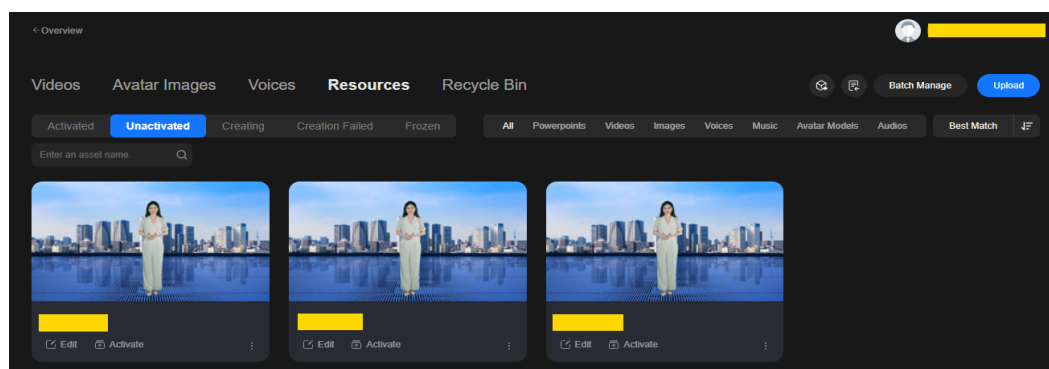 Overview
Videos Avatar Images Voices Resources Recycle Bin Batch Manage Upload
Activated Unactivated Creating Creation Failed Frozen All Powerpoints Videos Images Voices Music Avatar Models Audios Best Match
Enter an asset name.
Edit Activate Edit Activate Edit Activate